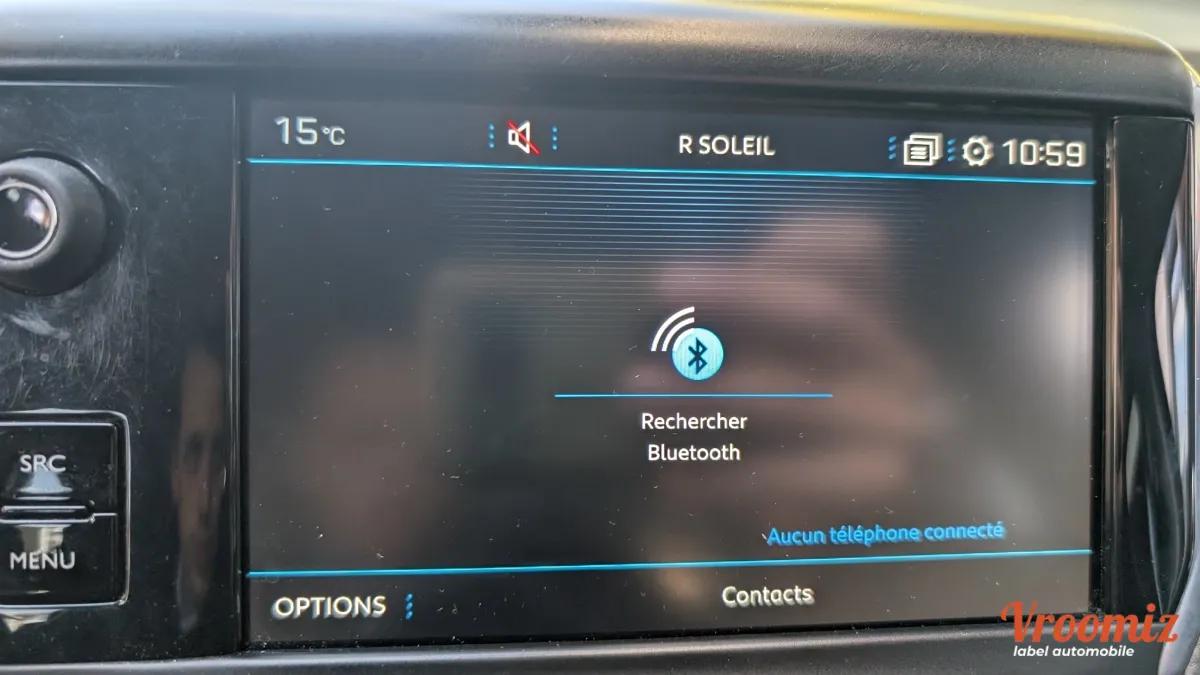 15°C
R SOLEIL
10:59
Rechercher
Bluetooth
SRC
MENU
Aucun téléphone connecté
OPTIONS
Contacts
Vroomiz
label automobile